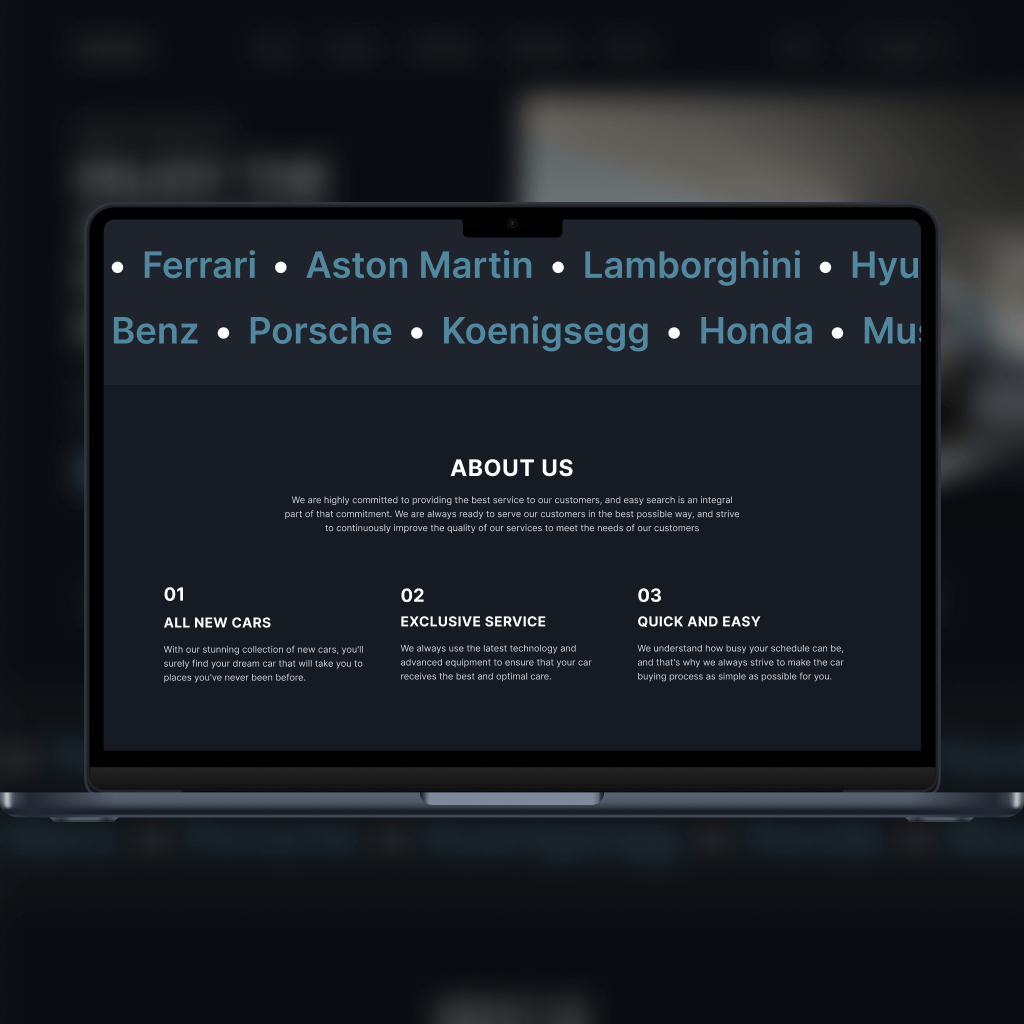 • Ferrari • Aston Martin • Lamborghini • Hyu
Benz • Porsche • Koenigsegg • Honda • Mus
ABOUT US
We are highly committed to providing the best service to our customers, and easy search is an integral
part of that commitment. We are always ready to serve our customers in the best possible way, and strive
to continuously improve the quality of our services to meet the needs of our customers
01
ALL NEW CARS
With our stunning collection of new cars, you'll
surely find your dream car that will take you to
places you've never been before.
02
EXCLUSIVE SERVICE
We always use the latest technology and
advanced equipment to ensure that your car
receives the best and optimal care.
03
QUICK AND EASY
We understand how busy your schedule can be,
and that's why we always strive to make the car
buying process as simple as possible for you.